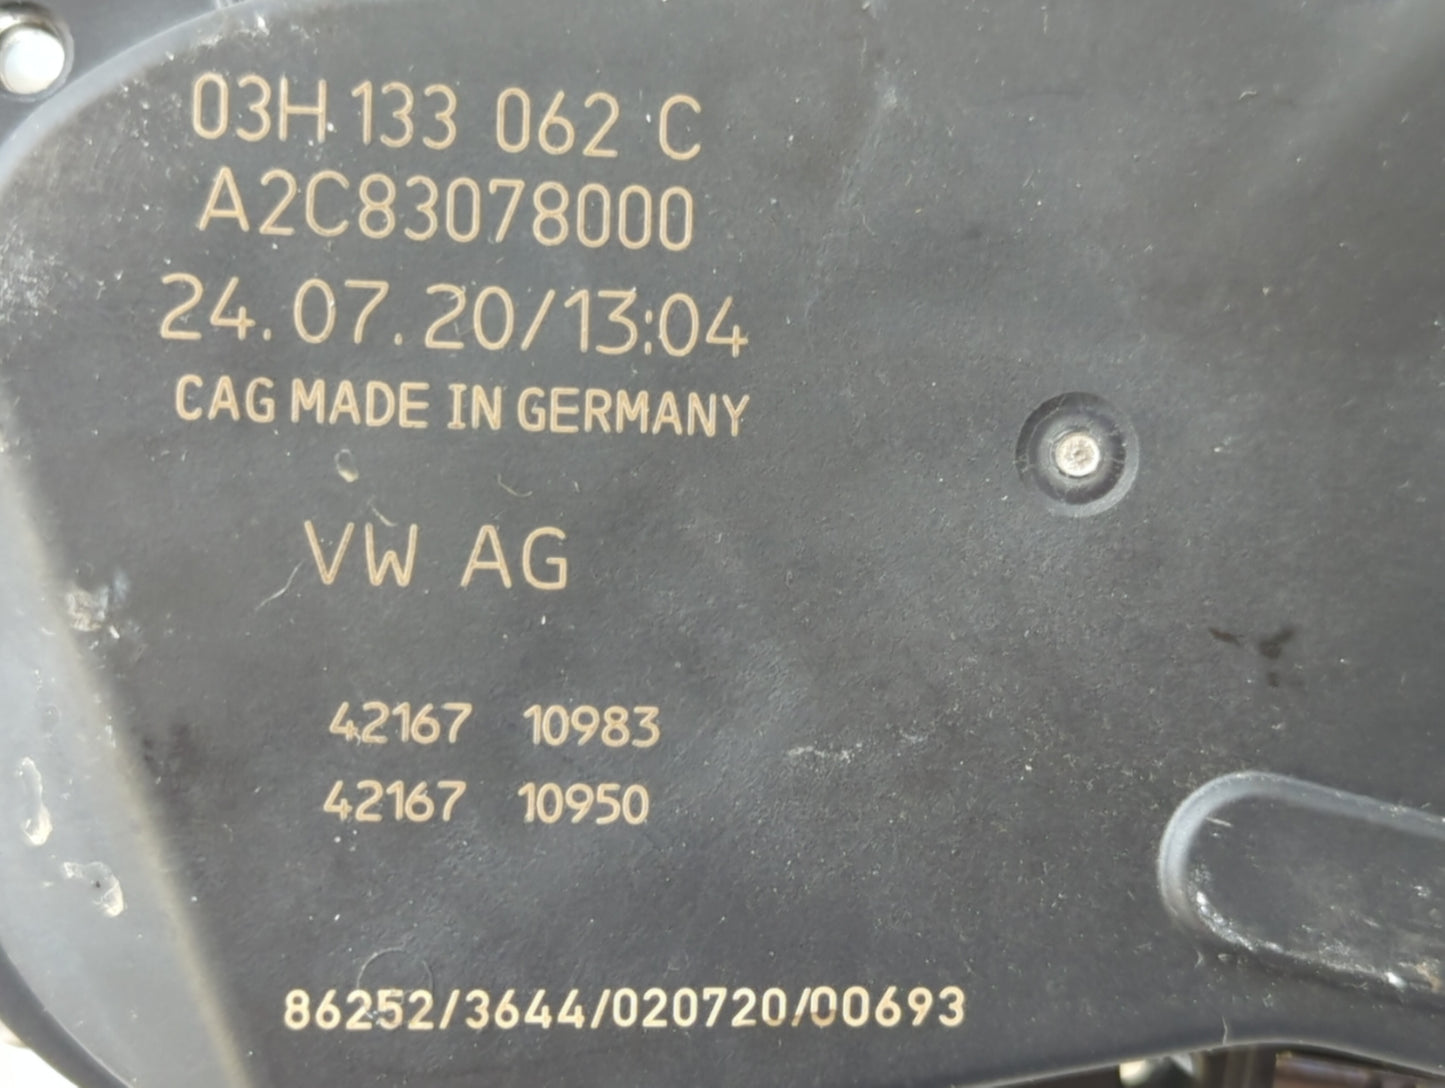 03H 133 062 C
A2C83078000
24.07.20/13:04
CAG MADE IN GERMANY
VW AG
42167 10983
42167 10950
86252/3644/020720/00693